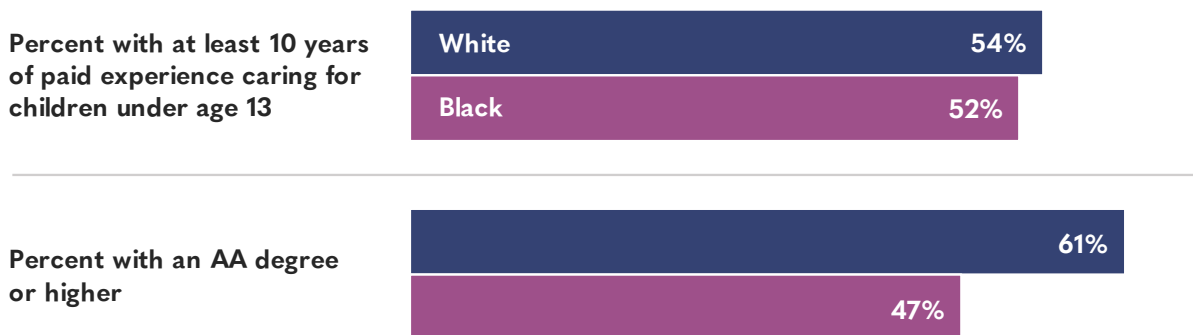 Percent with at least 10 years
of paid experience caring for
children under age 13
White 54%
Black 52%
Percent with an AA degree
or higher
61%
47%